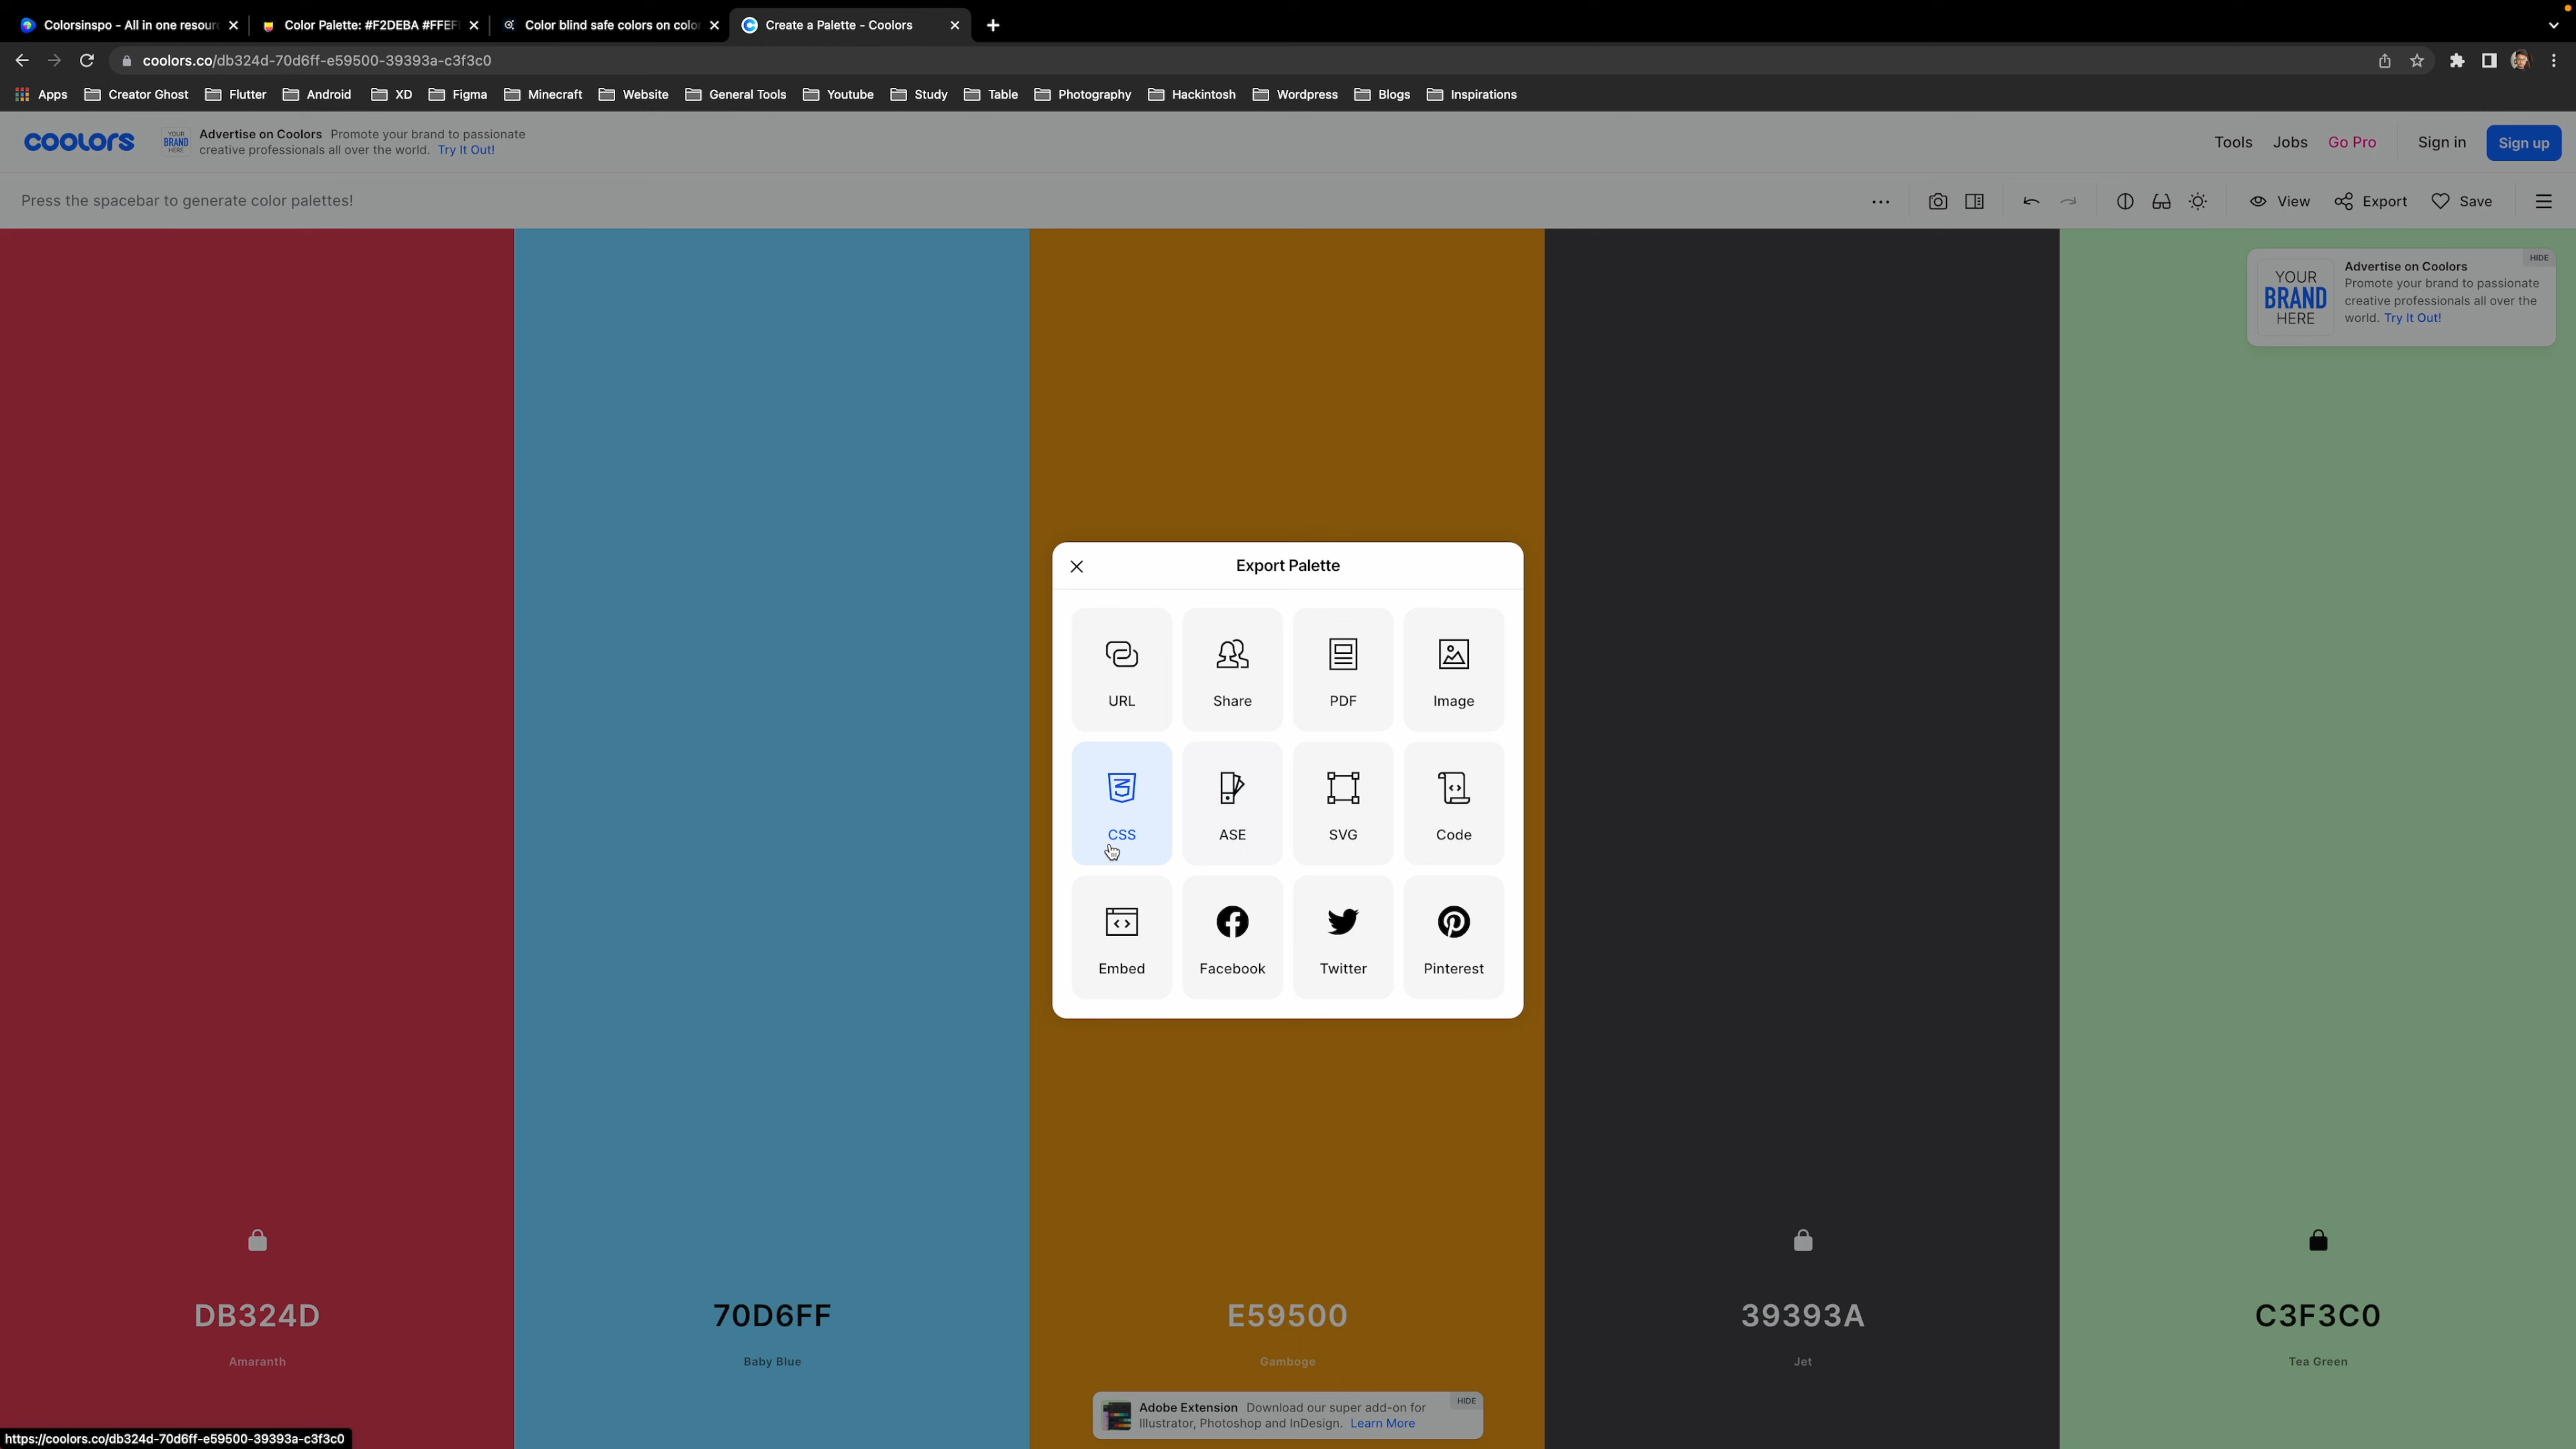 Colorsinspo - All in one resour
Color Palette: #F2DEBA #FFEF
Color blind safe colors on colo
Create a Palette - Coolors
coolors.co/db324d-70d6ff-e59500-39393a-c3f3c0
Apps
Creator Ghost
Flutter
Android
XD
Figma
Minecraft
Website
General Tools
Youtube
Study
Table
Photography
Hackintosh
Wordpress
Blogs
Inspirations
coolors
YOUR
BRAND
HERE
Advertise on Coolors Promote your brand to passionate
creative professionals all over the world. Try It Out!
Tools
Jobs
Go Pro
Sign in
Sign up
Press the spacebar to generate color palettes!
View
Export
Save
HIDE
YOUR
BRAND
HERE
Advertise on Coolors
Promote your brand to passionate
creative professionals all over the
world. Try It Out!
Export Palette
URL
Share
PDF
Image
CSS
ASE
SVG
Code
Embed
Facebook
Twitter
Pinterest
DB324D
70D6FF
E59500
39393A
C3F3C0
Amaranth
Baby Blue
Gamboge
Jet
Tea Green
HIDE
Adobe Extension Download our super add-on for
Illustrator, Photoshop and InDesign. Learn More
https://coolors.co/db324d-70d6ff-e59500-39393a-c3f3c0